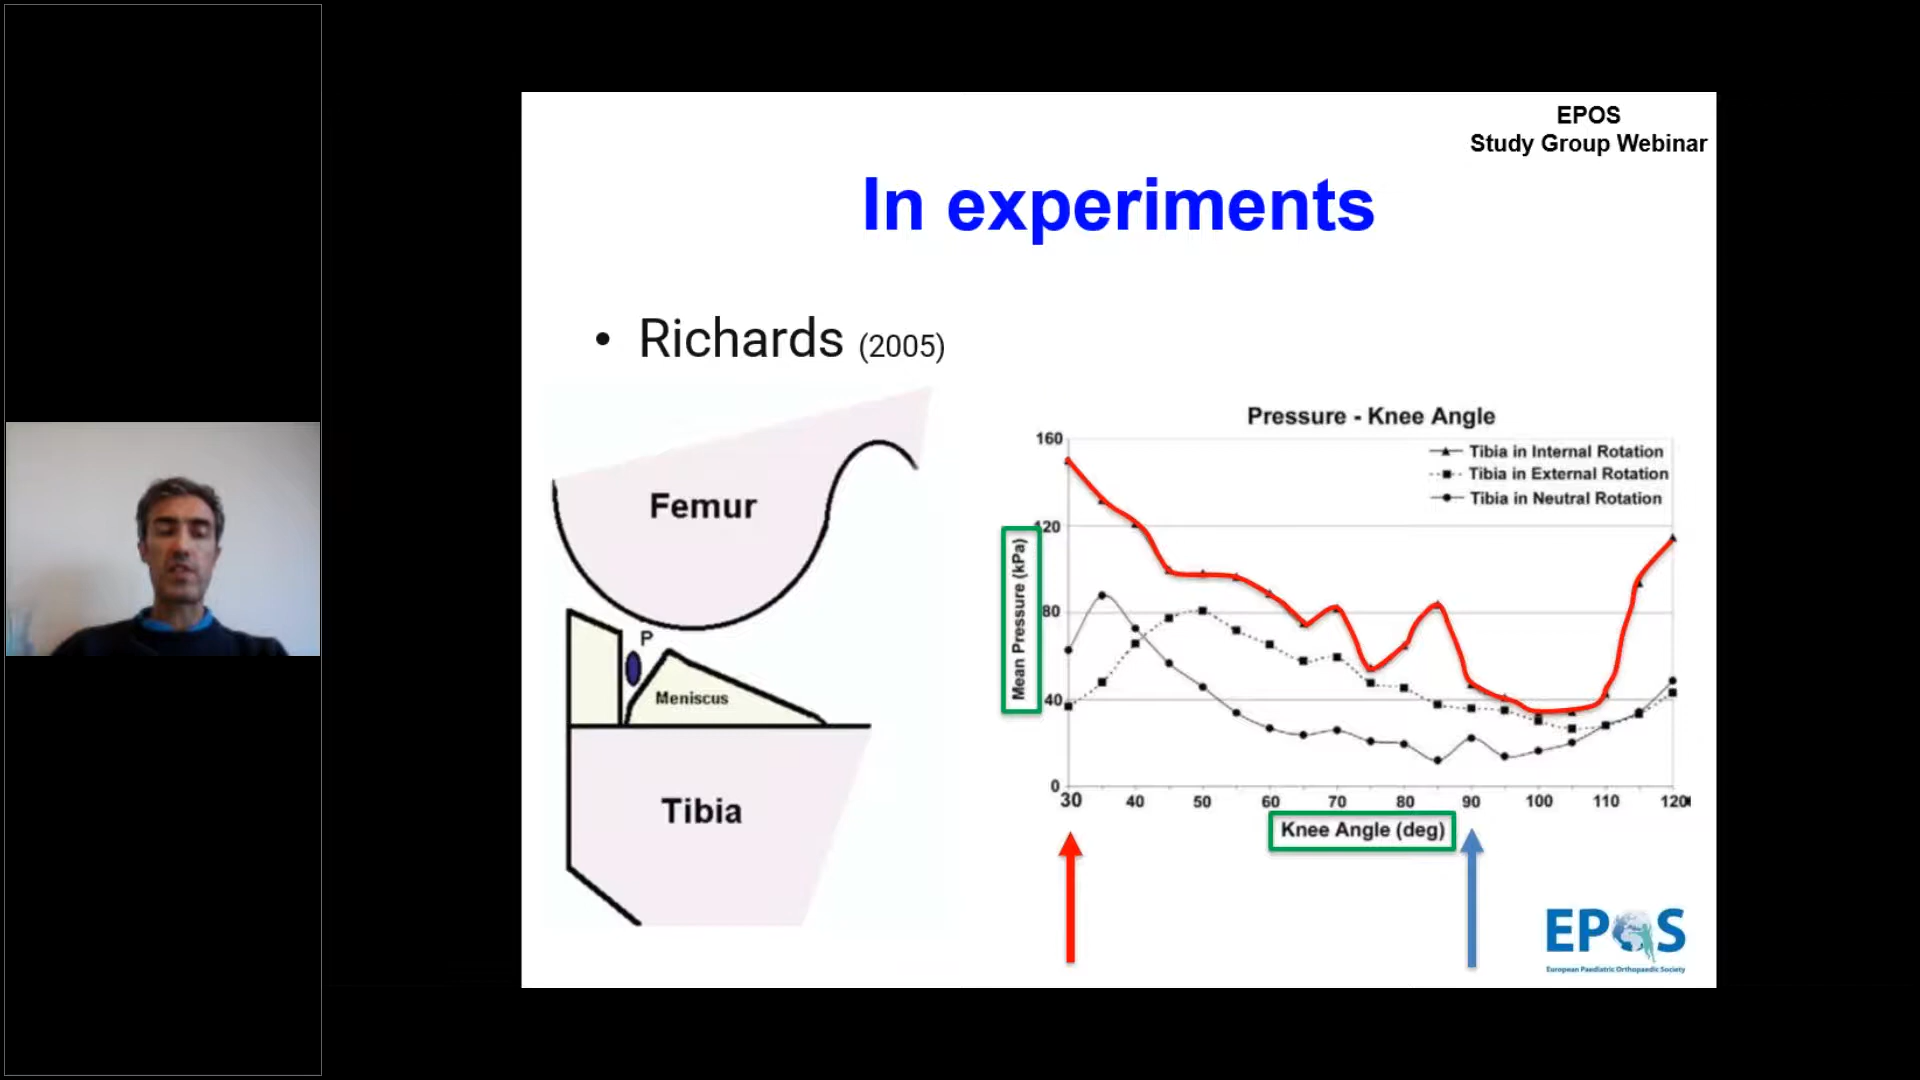 EPOS
Study Group Webinar
In experiments
• Richards (2005)
Femur
P
Meniscus
Tibia
Pressure - Knee Angle
160
120
80
40
0
Mean Pressure (kPa)
Tibia in Internal Rotation
Tibia in External Rotation
Tibia in Neutral Rotation
30 40 50 60 70 80 90 100 110 120
Knee Angle (deg)
EPOS
European Paediatric Orthopaedic Society